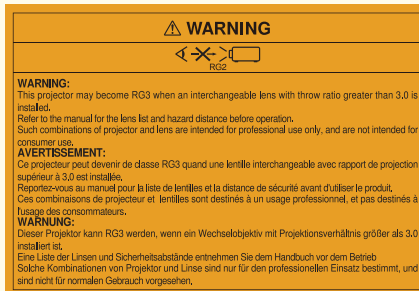 ⚠ WARNING
RG2
WARNING:
This projector may become RG3 when an interchangeable lens with throw ratio greater than 3.0 is
installed.
Refer to the manual for the lens list and hazard distance before operation.
Such combinations of projector and lens are intended for professional use only, and are not intended for
consumer use.
AVERTISSEMENT:
Ce projecteur peut devenir de classe RG3 quand une lentille interchangeable avec rapport de projection
supérieur à 3,0 est installée,
Reportez-vous au manuel pour la liste de lentilles et la distance de sécurité avant d'utiliser le produit,
Ces combinaisons de projecteur et lentilles sont destinés à un usage professionnel, et pas destinés à
l'usage des consommateurs.
WARNUNG:
Dieser Projektor kann RG3 werden, wenn ein Wechselobjektiv mit Projektionsverhältnis größer als 3.0
installiert ist.
Eine Liste der Linsen und Sicherheitsabstände entnehmen Sie dem Handbuch vor dem Betrieb
Solche Kombinationen von Projektor und Linse sind nur für den professionellen Einsatz bestimmt, und
sind nicht für normalen Gebrauch vorgesehen,